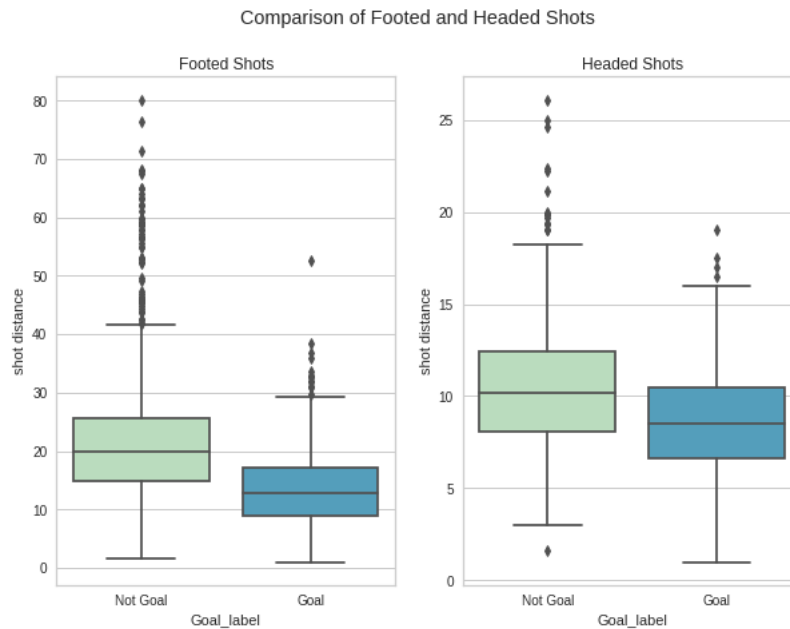 Comparison of Footed and Headed Shots
Footed Shots
80
70
60
50
40
30
20
10
0
shot distance
Not Goal
Goal
Goal_label
Headed Shots
25
20
15
10
5
0
shot distance
Not Goal
Goal
Goal_label